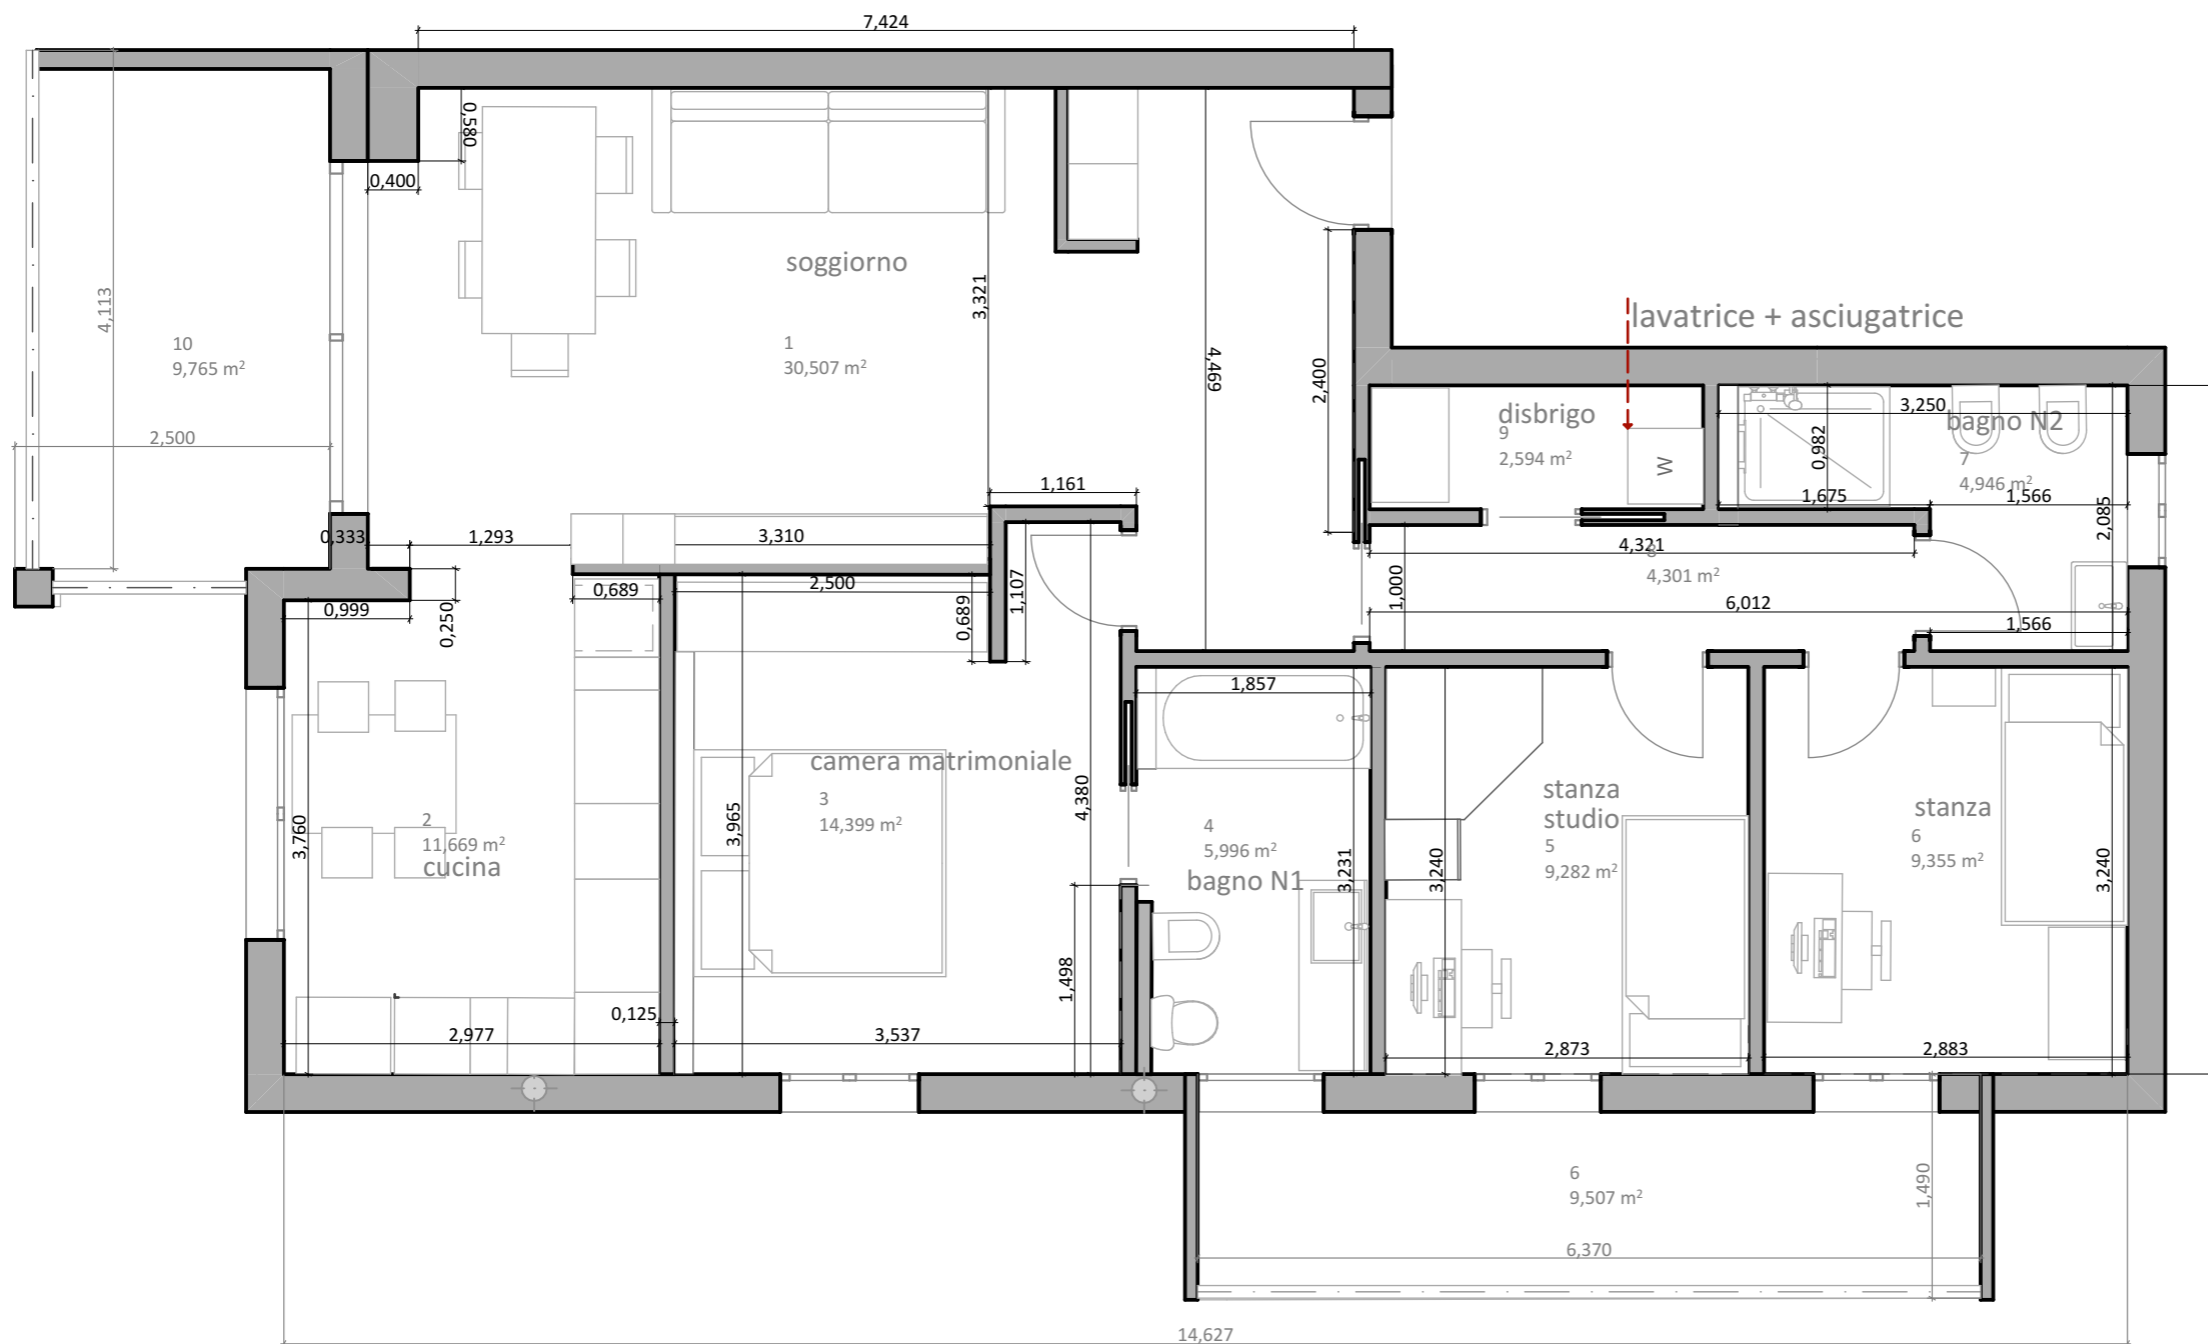 7,424
0,580
0,400
soggiorno
3,321
lavatrice + asciugatrice
4,113
10
9,765 m²
1
30,507 m²
4,469
2,400
disbrigo
9
2,594 m²
W
3,250
bagno N2
0,982
7
4,946 m²
1,675
1,566
2,085
2,500
1,161
0,333
1,293
3,310
4,321
8
4,301 m²
0,689
2,500
1,107
0,689
1,000
0,999
0,250
6,012
1,566
1,857
camera matrimoniale
3
14,399 m²
3,965
4,380
2
11,669 m²
cucina
3,760
4
5,996 m²
bagno N1
3,231
stanza
studio
5
9,282 m²
3,240
stanza
6
9,355 m²
3,240
1,498
0,125
2,977
3,537
2,873
2,883
6
9,507 m²
1,490
6,370
14,627